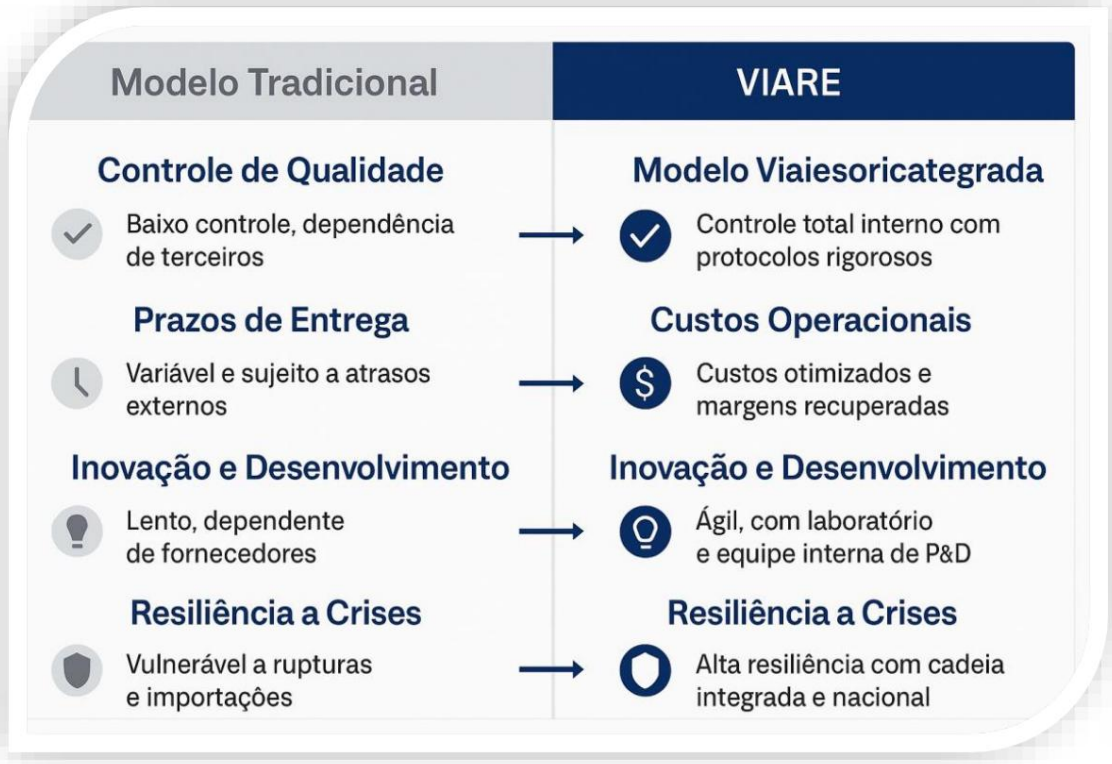 Modelo Tradicional
VIARE
Controle de Qualidade
Modelo Viaiesoricategrada
Baixo controle, dependência
de terceiros
Controle total interno com
protocolos rigorosos
Prazos de Entrega
Custos Operacionais
Variável e sujeito a atrasos
externos
$
Custos otimizados e
margens recuperadas
Inovação e Desenvolvimento
Inovação e Desenvolvimento
Lento, dependente
de fornecedores
Ágil, com laboratório
e equipe interna de P&D
Resiliência a Crises
Resiliência a Crises
Vulnerável a rupturas
e importaçôes
Alta resiliência com cadeia
integrada e nacional